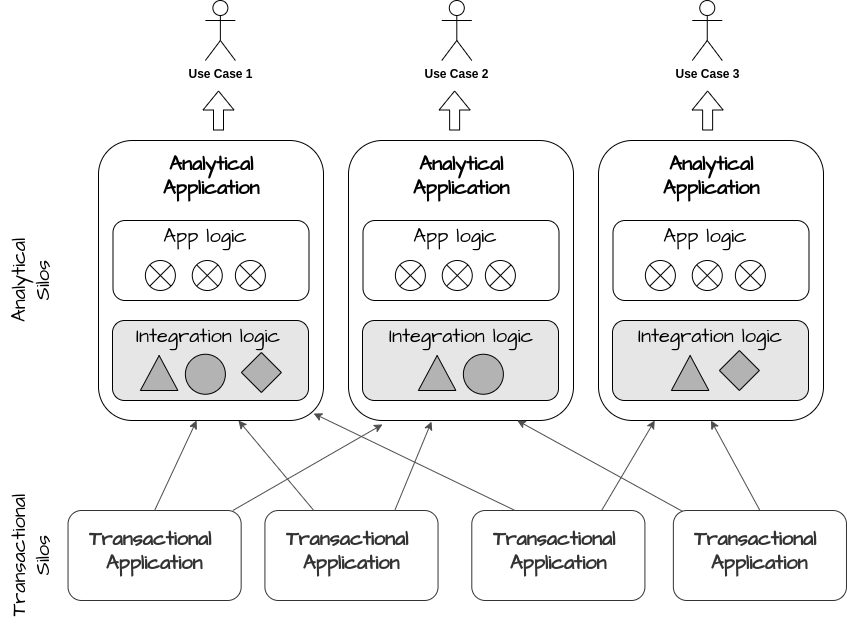 Use Case 1
Use Case 2
Use Case 3
Analytical
Application
Analytical
Application
Analytical
Application
App logic
App logic
App logic
Analytical
Silos
Integration logic
Integration logic
Integration logic
Transactional
Silos
Transactional
Application
Transactional
Application
Transactional
Application
Transactional
Application